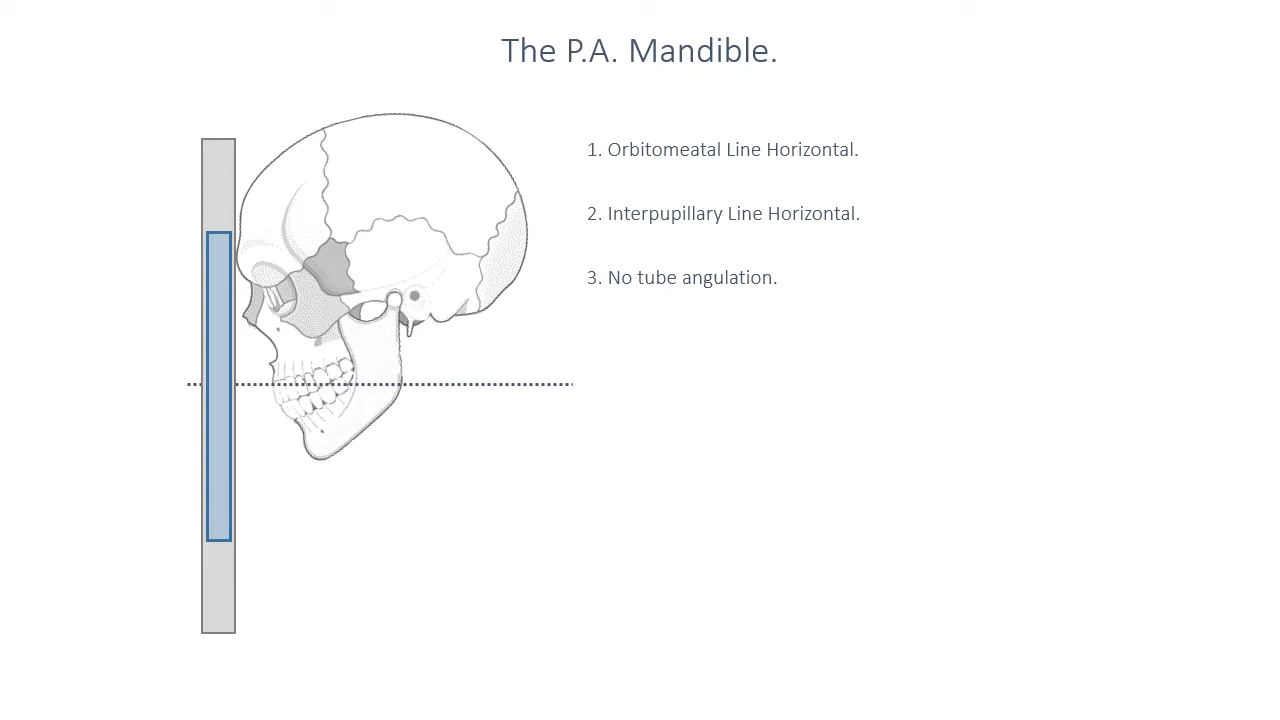 The P.A. Mandible.
1. Orbitomeatal Line Horizontal.
2. Interpupillary Line Horizontal.
3. No tube angulation.